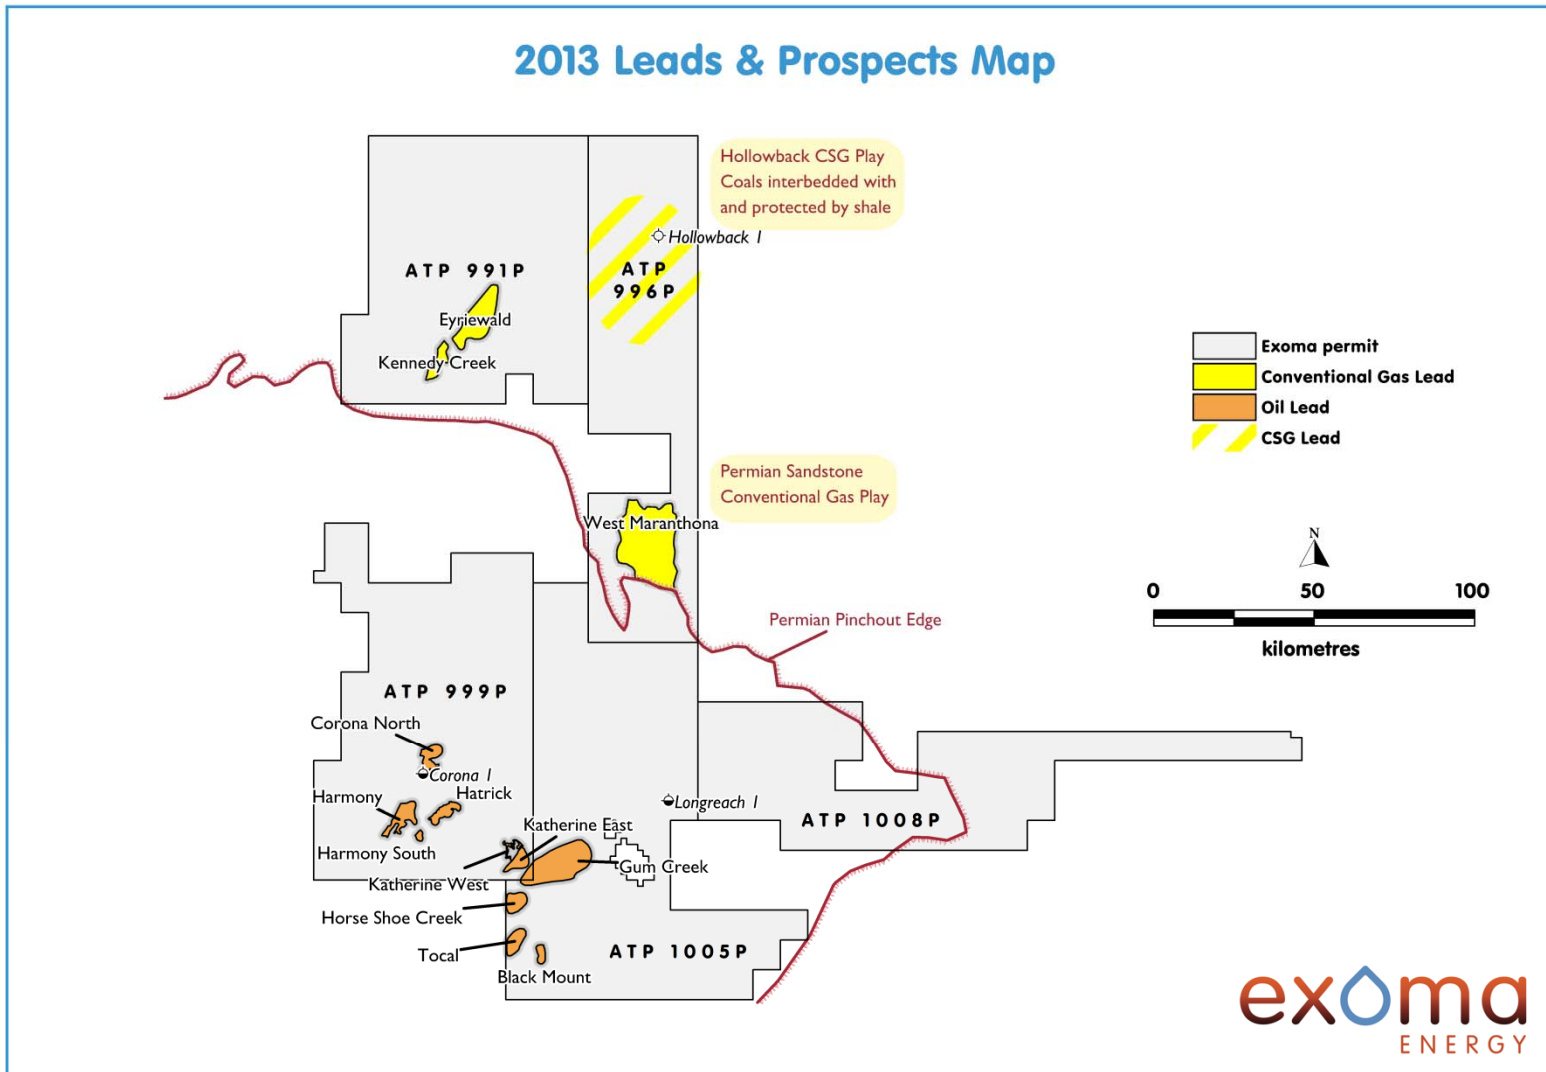 2013 Leads & Prospects Map
Hollowback CSG Play
Coals interbedded with
and protected by shale
Hollowback 1
ATP 991P
ATP
996P
Eyriewald
Kennedy Creek
Exoma permit
Conventional Gas Lead
Oil Lead
CSG Lead
Permian Sandstone
Conventional Gas Play
West Maranthona
N
0 50 100
kilometres
Permian Pinchout Edge
ATP 999P
Corona North
Corona 1
Harmony
Hatrick
Longreach 1
ATP 1008P
Katherine East
Harmony South
Gum Creek
Katherine West
Horse Shoe Creek
Tocal
ATP 1005P
Black Mount
exoma
ENERGY